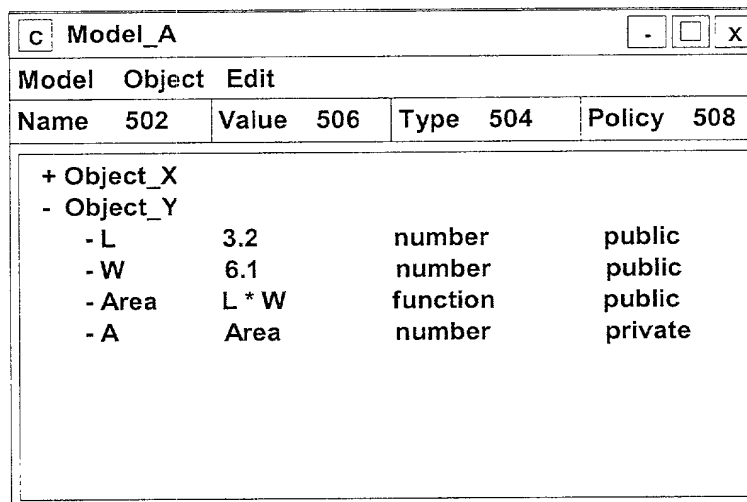 C Model_A - X
Model Object Edit
Name 502 Value 506 Type 504 Policy 508
+ Object_X
- Object_Y
- L 3.2 number public
- W 6.1 number public
- Area L * W function public
- A Area number private